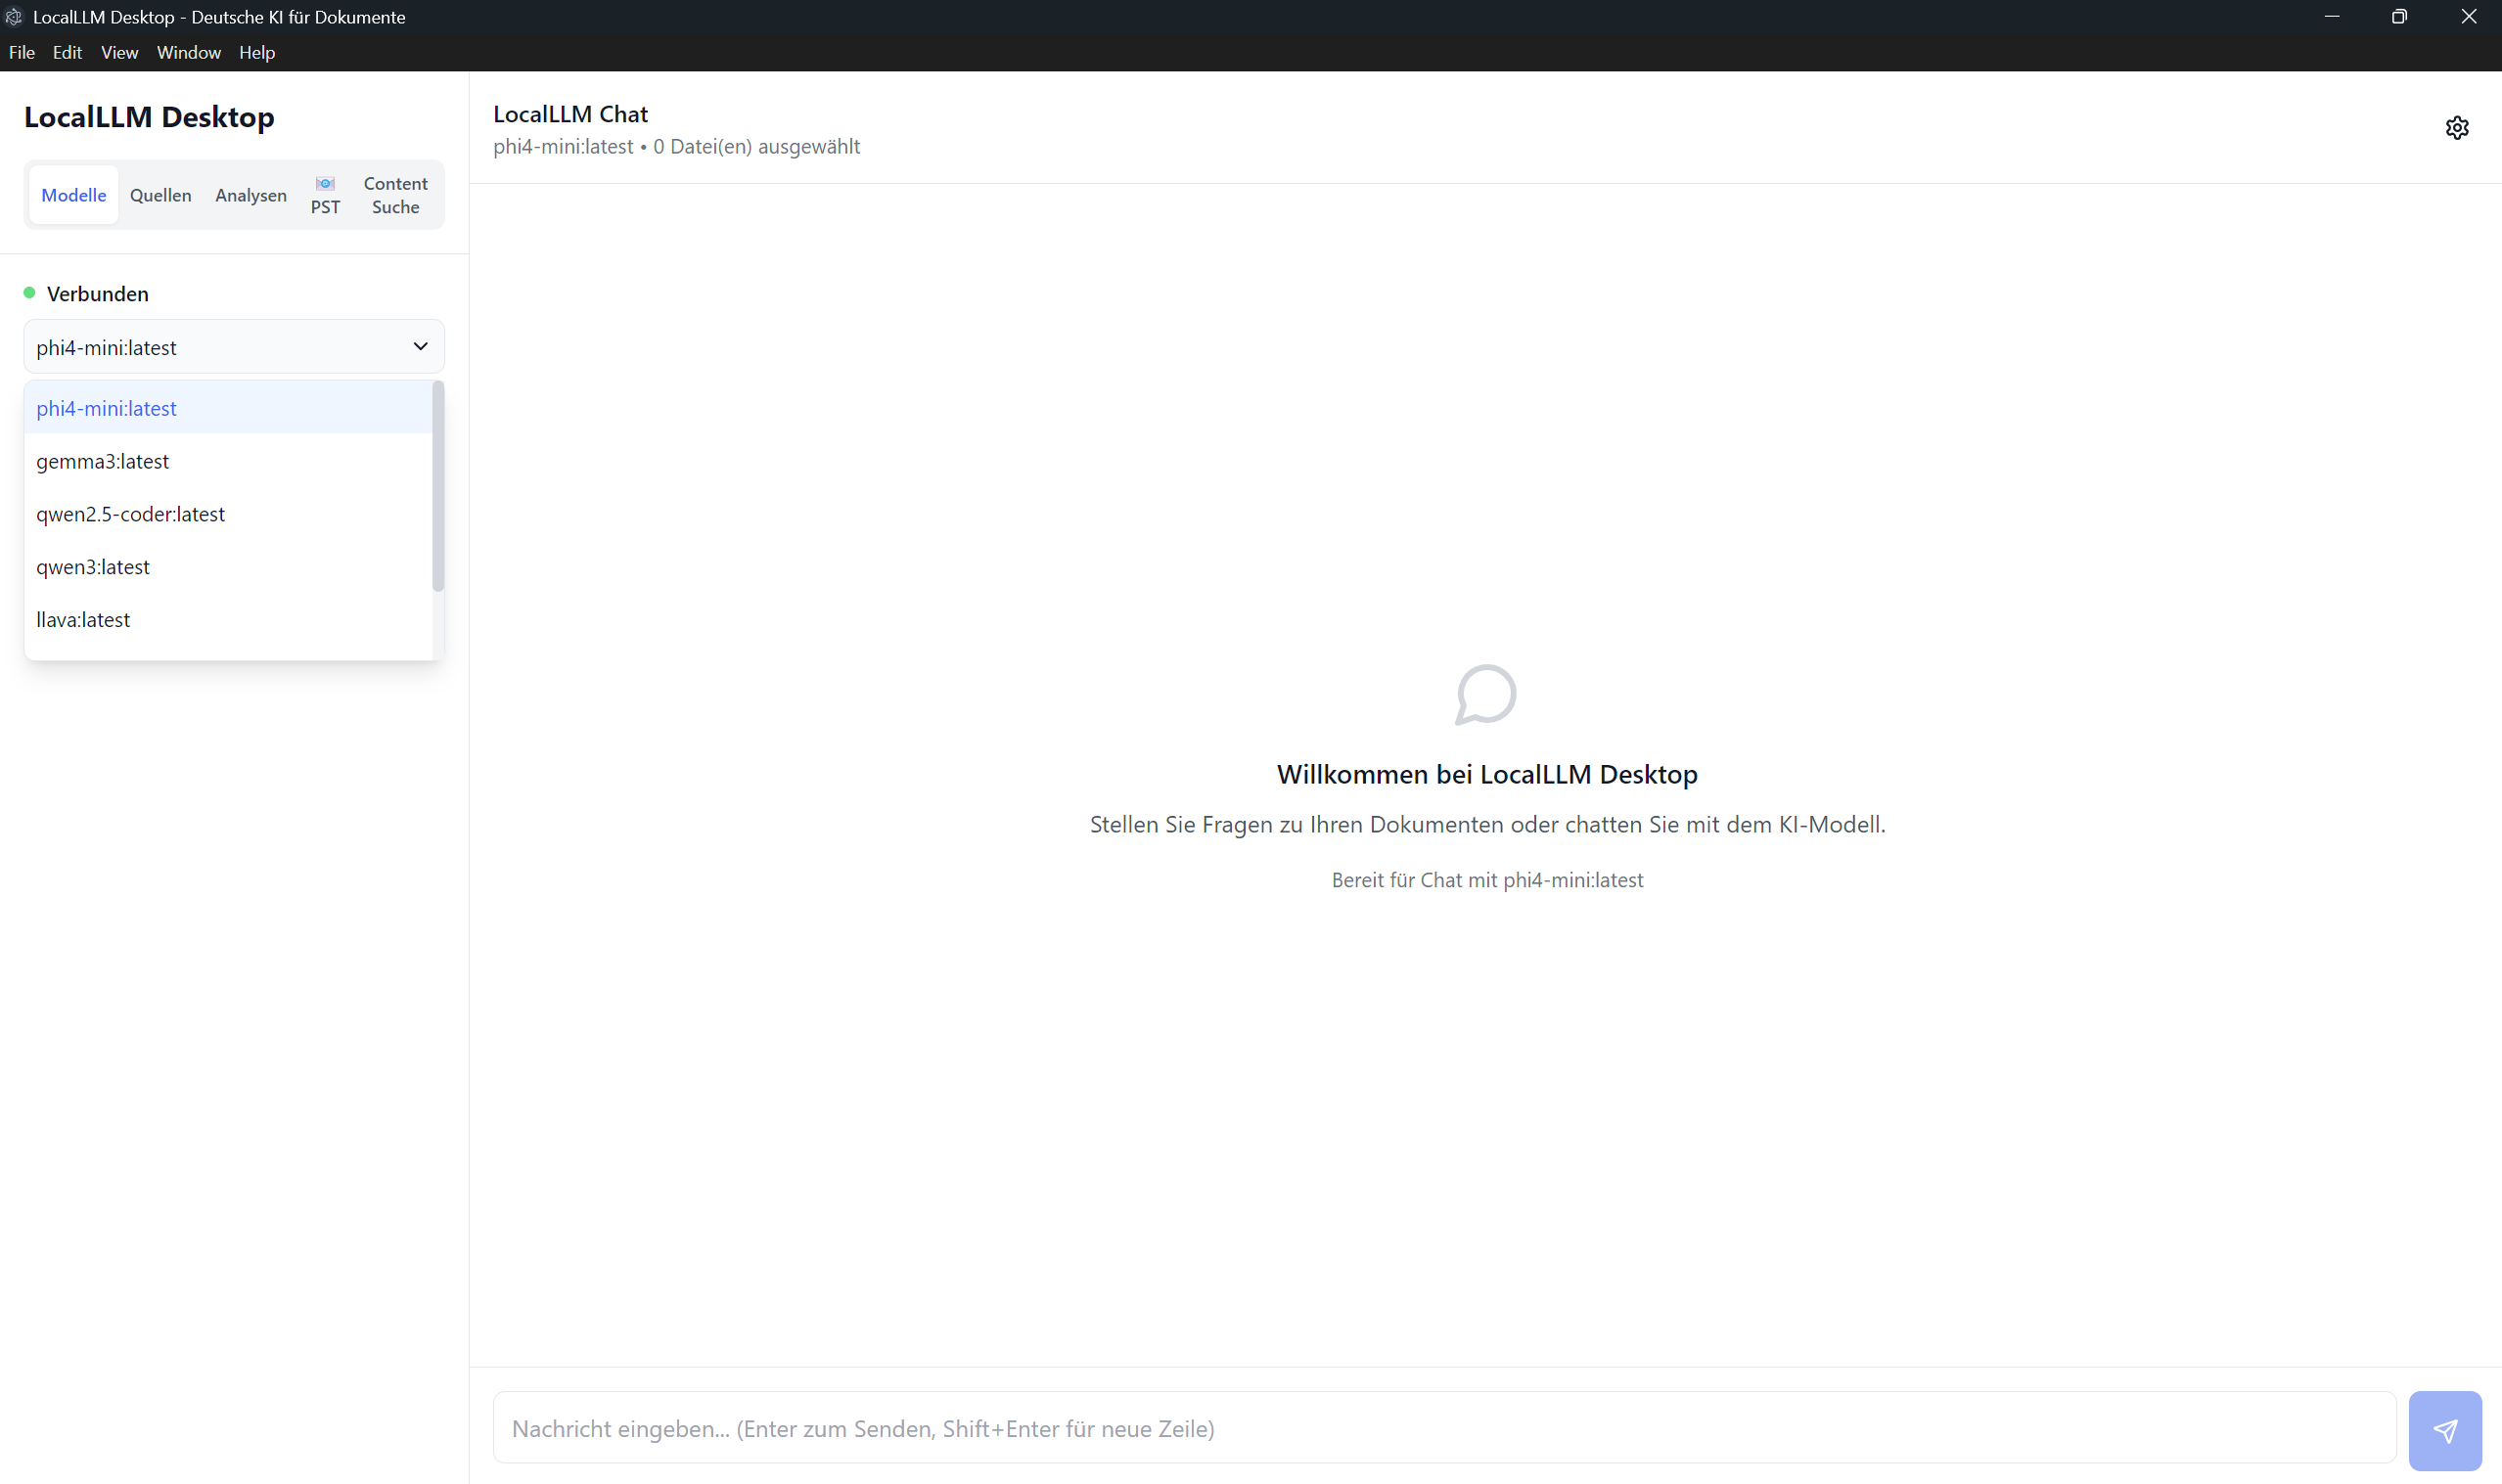 LocalLLM Desktop - Deutsche KI für Dokumente
File Edit View Window Help
LocalLLM Desktop
Modelle Quellen Analysen PST Content Suche
Verbunden
phi4-mini:latest
phi4-mini:latest
gemma3:latest
qwen2.5-coder:latest
qwen3:latest
llava:latest
LocalLLM Chat
phi4-mini:latest • 0 Datei(en) ausgewählt
Willkommen bei LocalLLM Desktop
Stellen Sie Fragen zu Ihren Dokumenten oder chatten Sie mit dem KI-Modell.
Bereit für Chat mit phi4-mini:latest
Nachricht eingeben... (Enter zum Senden, Shift+Enter für neue Zeile)